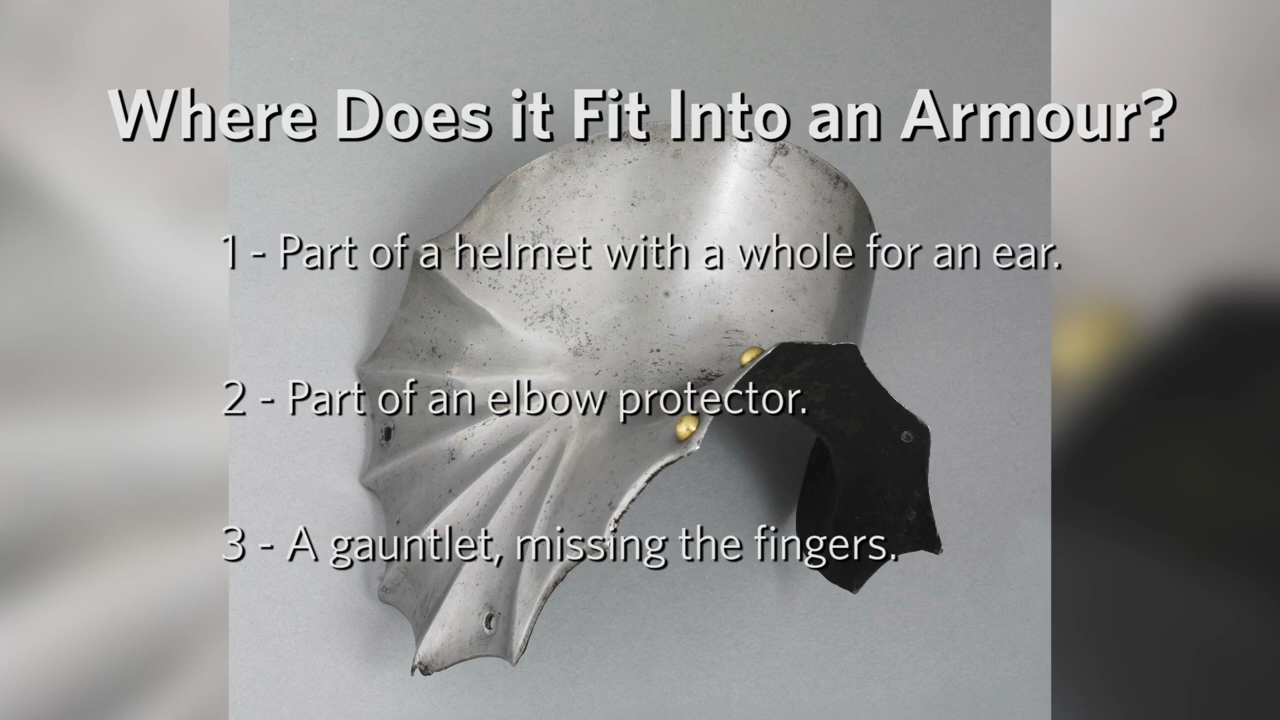 Where Does it Fit Into an Armour?
1 - Part of a helmet with a whole for an ear.
2 - Part of an elbow protector.
3 - A gauntlet, missing the fingers.